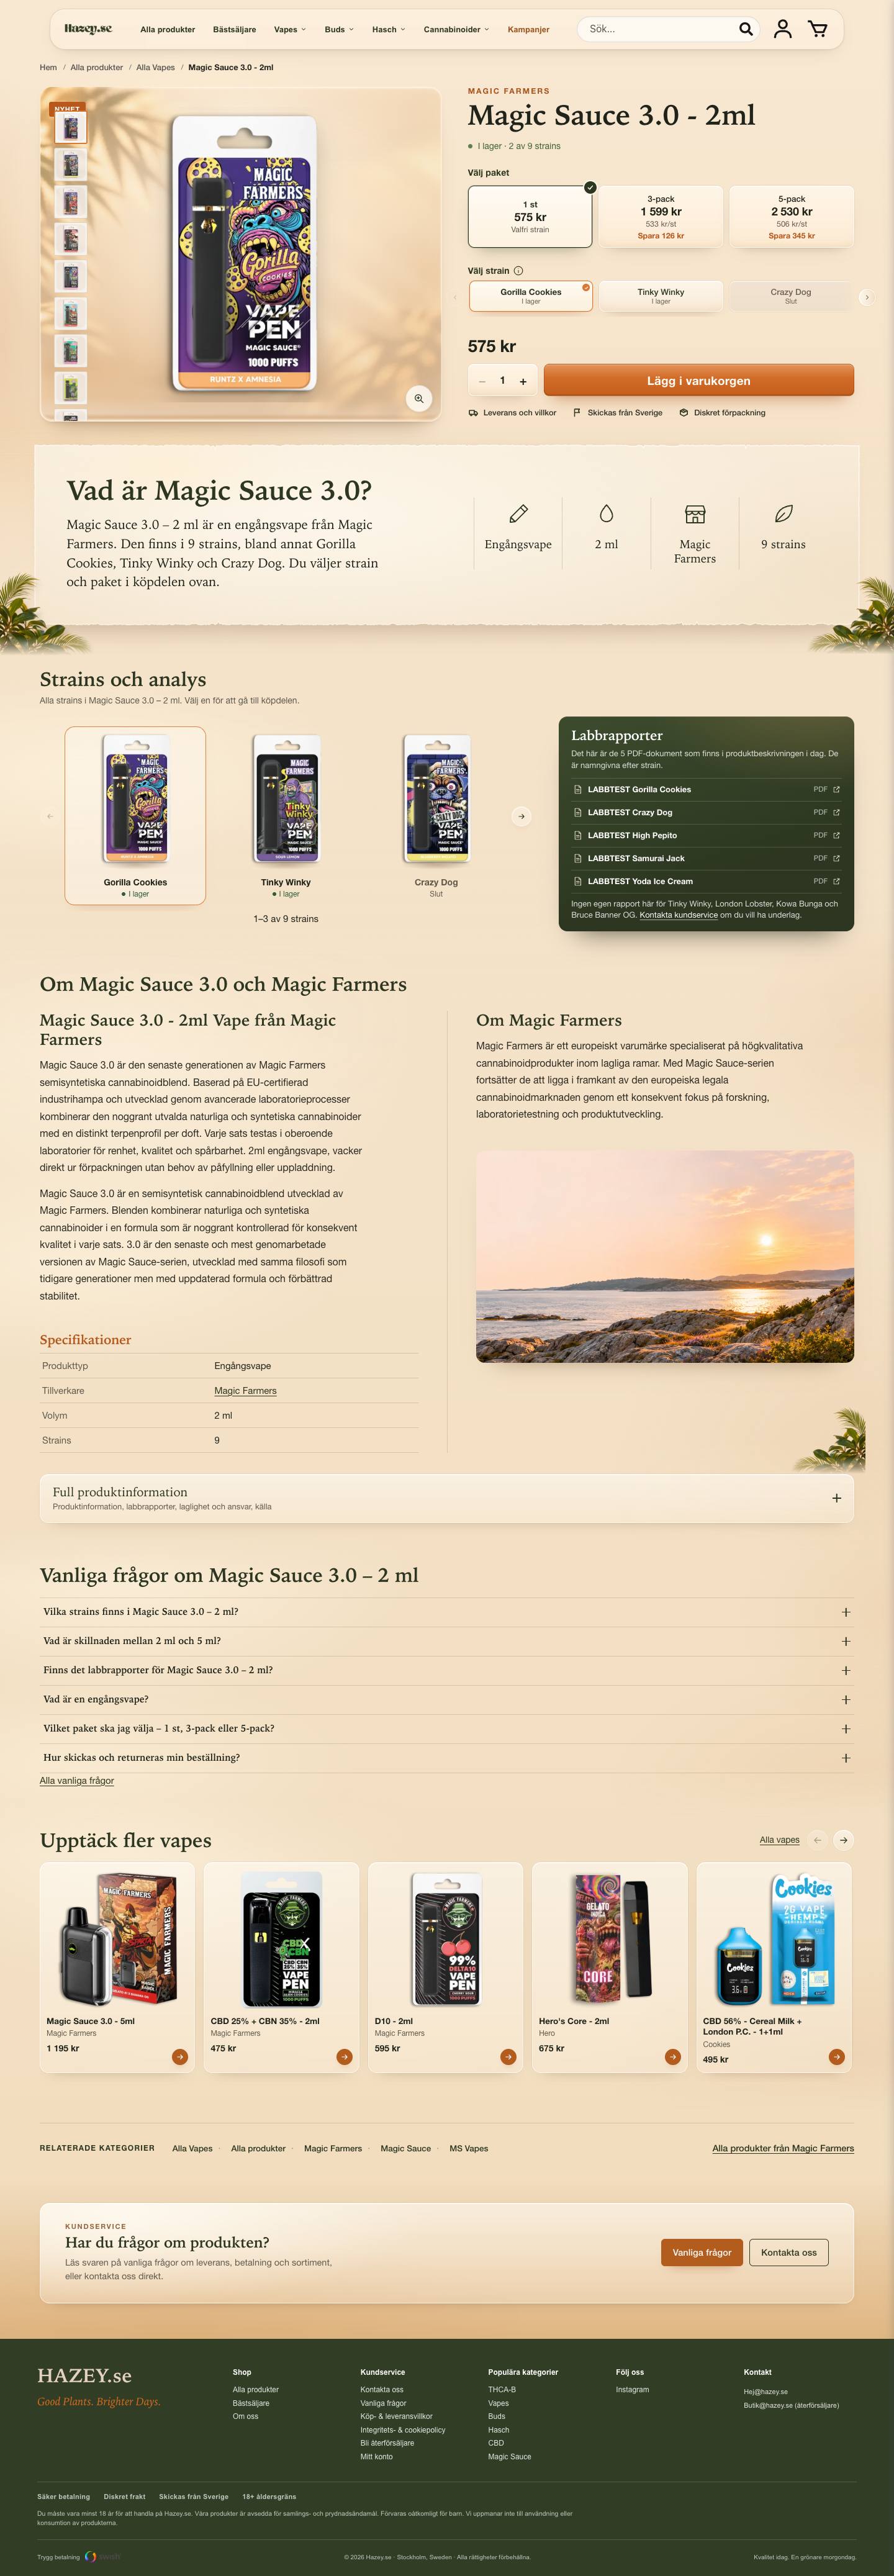 Hazey.se
Alla produkter
Bästsäljare
Vapes
Buds
Hasch
Cannabinoider
Kampanjer
Sök...
Hem / Alla produkter / Alla Vapes / Magic Sauce 3.0 - 2ml
NYHET
MAGIC FARMERS
Gorilla
COOKIES
VAPE
PEN
MAGIC SAUCE
1000 PUFFS
RUNTZ X AMNESIA
MAGIC FARMERS
Magic Sauce 3.0 - 2ml
I lager · 2 av 9 strains
Välj paket
1 st
575 kr
Valfri strain
3-pack
1 599 kr
533 kr/st
Spara 126 kr
5-pack
2 530 kr
506 kr/st
Spara 345 kr
Välj strain
Gorilla Cookies
I lager
Tinky Winky
I lager
Crazy Dog
Slut
575 kr
− 1 +
Lägg i varukorgen
Leverans och villkor
Skickas från Sverige
Diskret förpackning
Vad är Magic Sauce 3.0?
Magic Sauce 3.0 – 2 ml är en engångsvape från Magic
Farmers. Den finns i 9 strains, bland annat Gorilla
Cookies, Tinky Winky och Crazy Dog. Du väljer strain
och paket i köpdelen ovan.
Engångsvape
2 ml
Magic
Farmers
9 strains
Strains och analys
Alla strains i Magic Sauce 3.0 – 2 ml. Välj en för att gå till köpdelen.
Gorilla Cookies
I lager
Tinky Winky
I lager
Crazy Dog
Slut
1–3 av 9 strains
Labbrapporter
Det här är de 5 PDF-dokument som finns i produktbeskrivningen i dag. De
är namngivna efter strain.
LABBTEST Gorilla Cookies PDF
LABBTEST Crazy Dog PDF
LABBTEST High Pepito PDF
LABBTEST Samurai Jack PDF
LABBTEST Yoda Ice Cream PDF
Ingen egen rapport här för Tinky Winky, London Lobster, Kowa Bunga och
Bruce Banner OG. Kontakta kundservice om du vill ha underlag.
Om Magic Sauce 3.0 och Magic Farmers
Magic Sauce 3.0 - 2ml Vape från Magic
Farmers
Magic Sauce 3.0 är den senaste generationen av Magic Farmers
semisyntetiska cannabinoidblend. Baserad på EU-certifierad
industrihampa och utvecklad genom avancerade laboratorieprocesser
kombinerar den noggrant utvalda naturliga och syntetiska cannabinoider
med en distinkt terpenprofil per doft. Varje sats testas i oberoende
laboratorier för renhet, kvalitet och spårbarhet. 2ml engångsvape, vacker
direkt ur förpackningen utan behov av påfyllning eller uppladdning.
Magic Sauce 3.0 är en semisyntetisk cannabinoidblend utvecklad av
Magic Farmers. Blenden kombinerar naturliga och syntetiska
cannabinoider i en formula som är noggrant kontrollerad för konsekvent
kvalitet i varje sats. 3.0 är den senaste och mest genomarbetade
versionen av Magic Sauce-serien, utvecklad med samma filosofi som
tidigare generationer men med uppdaterad formula och förbättrad
stabilitet.
Specifikationer
Produkttyp Engångsvape
Tillverkare Magic Farmers
Volym 2 ml
Strains 9
Om Magic Farmers
Magic Farmers är ett europeiskt varumärke specialiserat på högkvalitativa
cannabinoidprodukter inom lagliga ramar. Med Magic Sauce-serien
fortsätter de att ligga i framkant av den europeiska legala
cannabinoidmarknaden genom ett konsekvent fokus på forskning,
laboratorietestning och produktutveckling.
Full produktinformation
Produktinformation, labbrapporter, laglighet och ansvar, källa
Vanliga frågor om Magic Sauce 3.0 – 2 ml
Vilka strains finns i Magic Sauce 3.0 – 2 ml?
Vad är skillnaden mellan 2 ml och 5 ml?
Finns det labbrapporter för Magic Sauce 3.0 – 2 ml?
Vad är en engångsvape?
Vilket paket ska jag välja – 1 st, 3-pack eller 5-pack?
Hur skickas och returneras min beställning?
Alla vanliga frågor
Upptäck fler vapes
Alla vapes
Magic Sauce 3.0 - 5ml
Magic Farmers
1 195 kr
CBD 25% + CBN 35% - 2ml
Magic Farmers
475 kr
D10 - 2ml
Magic Farmers
595 kr
Hero's Core - 2ml
Hero
675 kr
CBD 56% - Cereal Milk +
London P.C. - 1+1ml
Cookies
495 kr
RELATERADE KATEGORIER
Alla Vapes · Alla produkter · Magic Farmers · Magic Sauce · MS Vapes
Alla produkter från Magic Farmers
KUNDSERVICE
Har du frågor om produkten?
Läs svaren på vanliga frågor om leverans, betalning och sortiment,
eller kontakta oss direkt.
Vanliga frågor
Kontakta oss
HAZEY.se
Good Plants. Brighter Days.
Shop
Alla produkter
Bästsäljare
Om oss
Kundservice
Kontakta oss
Vanliga frågor
Köp- & leveransvillkor
Integritets- & cookiepolicy
Bli återförsäljare
Mitt konto
Populära kategorier
THCA-B
Vapes
Buds
Hasch
CBD
Magic Sauce
Följ oss
Instagram
Kontakt
Hej@hazey.se
Butik@hazey.se (återförsäljare)
Säker betalning
Diskret frakt
Skickas från Sverige
18+ åldersgräns
Du måste vara minst 18 år för att handla på Hazey.se. Våra produkter är avsedda för samlings- och prydnadsändamål. Förvaras oåtkomligt för barn. Vi uppmanar inte till användning eller
konsumtion av produkterna.
Trygg betalning
© 2026 Hazey.se · Stockholm, Sweden · Alla rättigheter förbehållna.
Kvalitet idag. En grönare morgondag.